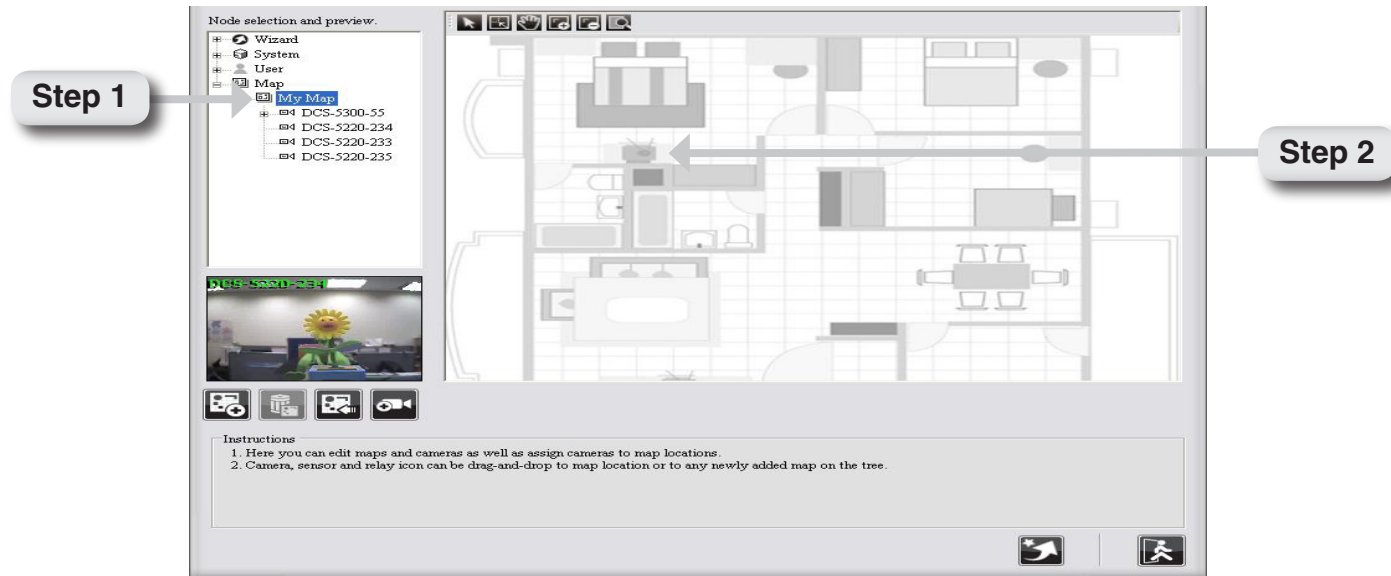 Node selection and preview.
Wizard
System
User
Map
Step 1
My Map
DCS-5300-55
DCS-5220-234
DCS-5220-233
DCS-5220-235
Step 2
DCS-5220-234
Instructions
1. Here you can edit maps and cameras as well as assign cameras to map locations.
2. Camera, sensor and relay icon can be drag-and-drop to map location or to any newly added map on the tree.